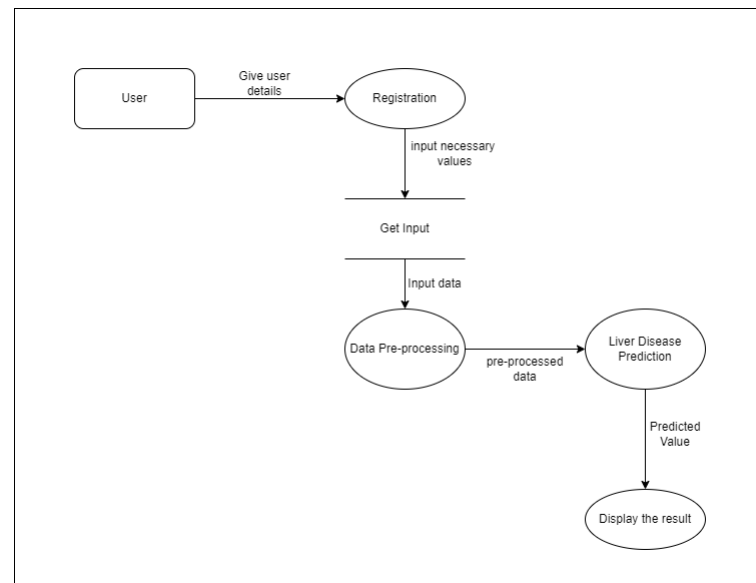 Give user
details
User
Registration
input necessary
values
Get Input
Input data
Data Pre-processing
pre-processed
data
Liver Disease
Prediction
Predicted
Value
Display the result